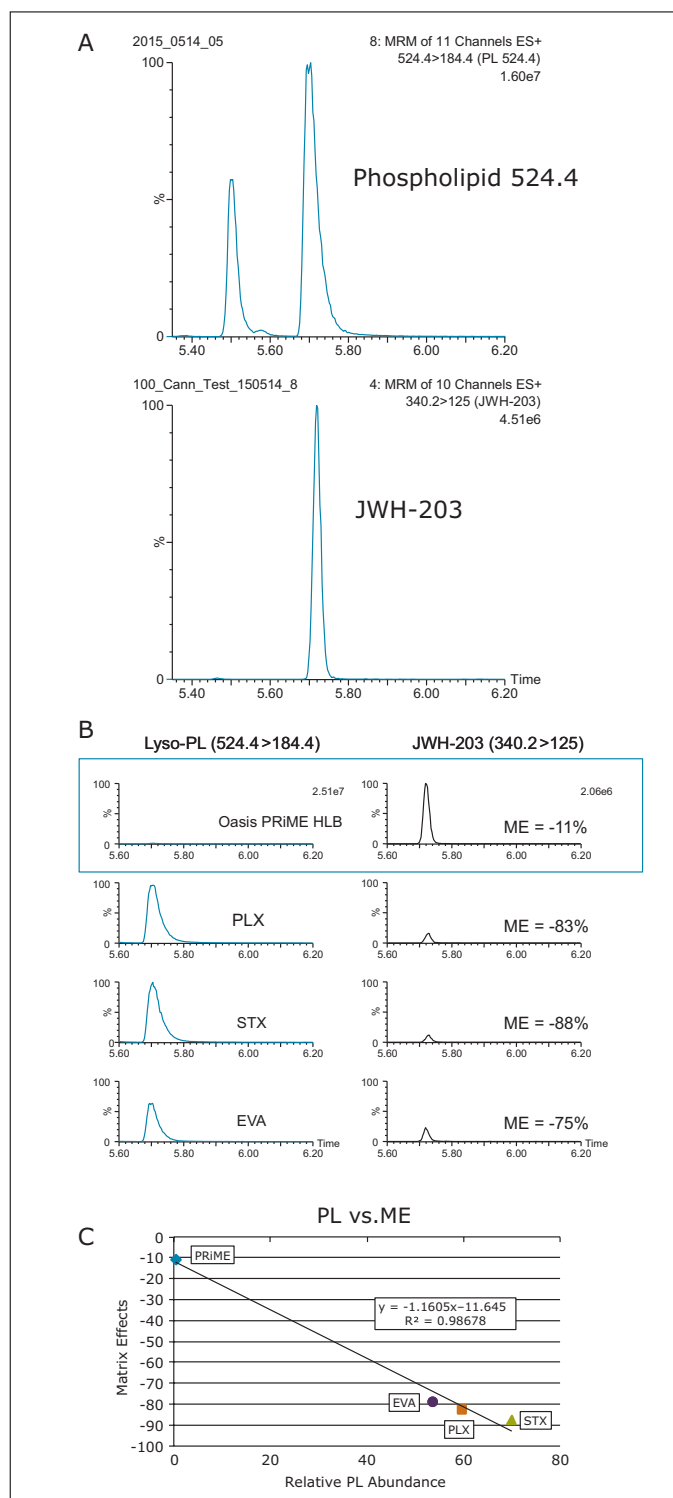 A
2015_0514_05
8: MRM of 11 Channels ES+
524.4>184.4 (PL 524.4)
1.60e7
100
%
0
Phospholipid 524.4
5.40 5.60 5.80 6.00 6.20
100_Cann_Test_150514_8
4: MRM of 10 Channels ES+
340.2>125 (JWH-203)
4.51e6
100
%
0
JWH-203
Time
5.40 5.60 5.80 6.00 6.20
B
Lyso-PL (524.4>184.4) JWH-203 (340.2>125)
100 2.51e7 100 2.06e6
% Oasis PRiME HLB % ME = -11%
0 0
5.60 5.80 6.00 6.20 5.60 5.80 6.00 6.20
100 100
% PLX % ME = -83%
0 0
5.60 5.80 6.00 6.20 5.60 5.80 6.00 6.20
100 100
% STX % ME = -88%
0 0
5.60 5.80 6.00 6.20 5.60 5.80 6.00 6.20
100 100
% EVA % ME = -75%
0 Time 0 Time
5.60 5.80 6.00 6.20 5.60 5.80 6.00 6.20
C
PL vs.ME
0
-10
-20
-30
-40
-50
-60
-70
-80
-90
-100
Matrix Effects
PRiME
y = -1.1605x–11.645
R² = 0.98678
EVA
PLX
STX
0 20 40 60 80
Relative PL Abundance